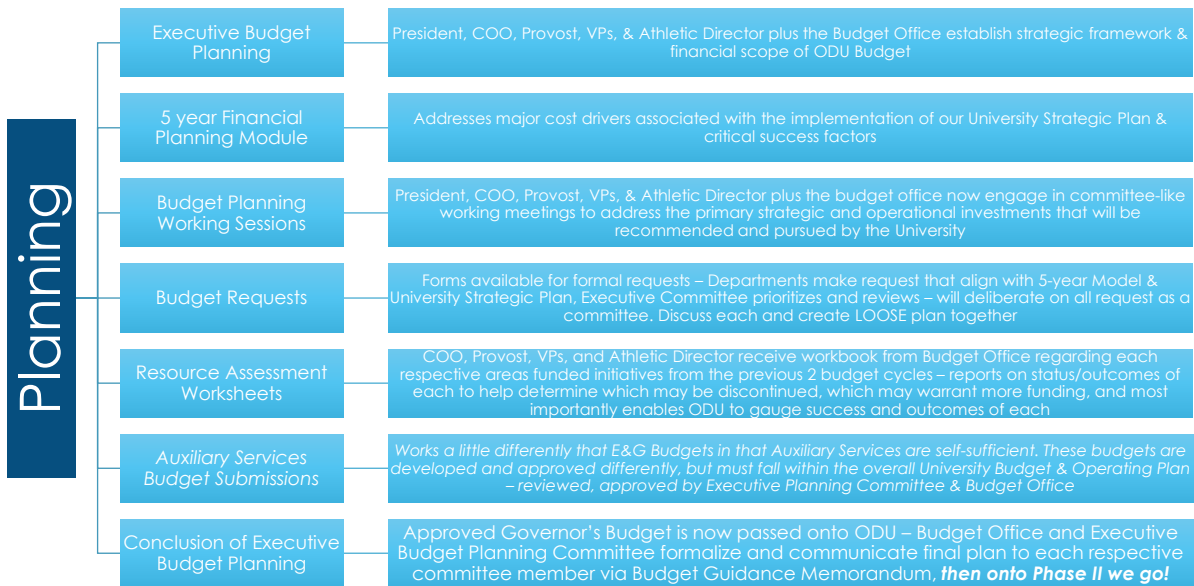 Planning
Executive Budget
Planning
President, COO, Provost, VPs, & Athletic Director plus the Budget Office establish strategic framework &
financial scope of ODU Budget
5 year Financial
Planning Module
Addresses major cost drivers associated with the implementation of our University Strategic Plan &
critical success factors
Budget Planning
Working Sessions
President, COO, Provost, VPs, & Athletic Director plus the budget office now engage in committee-like
working meetings to address the primary strategic and operational investments that will be
recommended and pursued by the University
Budget Requests
Forms available for formal requests – Departments make request that align with 5-year Model &
University Strategic Plan, Executive Committee prioritizes and reviews – will deliberate on all request as a
committee. Discuss each and create LOOSE plan together
Resource Assessment
Worksheets
COO, Provost, VPs, and Athletic Director receive workbook from Budget Office regarding each
respective areas funded initiatives from the previous 2 budget cycles – reports on status/outcomes of
each to help determine which may be discontinued, which may warrant more funding, and most
importantly enables ODU to gauge success and outcomes of each
Auxiliary Services
Budget Submissions
Works a little differently that E&G Budgets in that Auxiliary Services are self-sufficient. These budgets are
developed and approved differently, but must fall within the overall University Budget & Operating Plan
– reviewed, approved by Executive Planning Committee & Budget Office
Conclusion of Executive
Budget Planning
Approved Governor's Budget is now passed onto ODU – Budget Office and Executive
Budget Planning Committee formalize and communicate final plan to each respective
committee member via Budget Guidance Memorandum, then onto Phase II we go!